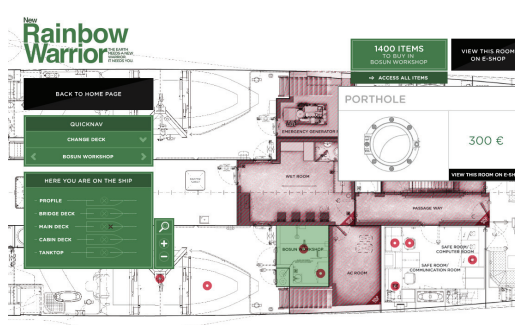 New
Rainbow
Warrior
THE EARTH
NEEDS A NEW
WARRIOR
IT NEEDS YOU
1400 ITEMS
TO BUY IN
BOSUN WORKSHOP
ACCESS ALL ITEMS
VIEW THIS ROOM
ON E-SHOP
BACK TO HOME PAGE
QUICKNAV
CHANGE DECK
BOSUN WORKSHOP
HERE YOU ARE ON THE SHIP
PROFILE
BRIDGE DECK
MAIN DECK
CABIN DECK
TANKTOP
PORTHOLE
300 €
VIEW THIS ROOM ON E-SH
EMERGENCY GENERATOR
WET ROOM
PASSAGE WAY
BOSUN WORKSHOP
AC ROOM
SAFE ROOM/
COMPUTER ROOM
SAFE ROOM/
COMMUNICATION ROOM